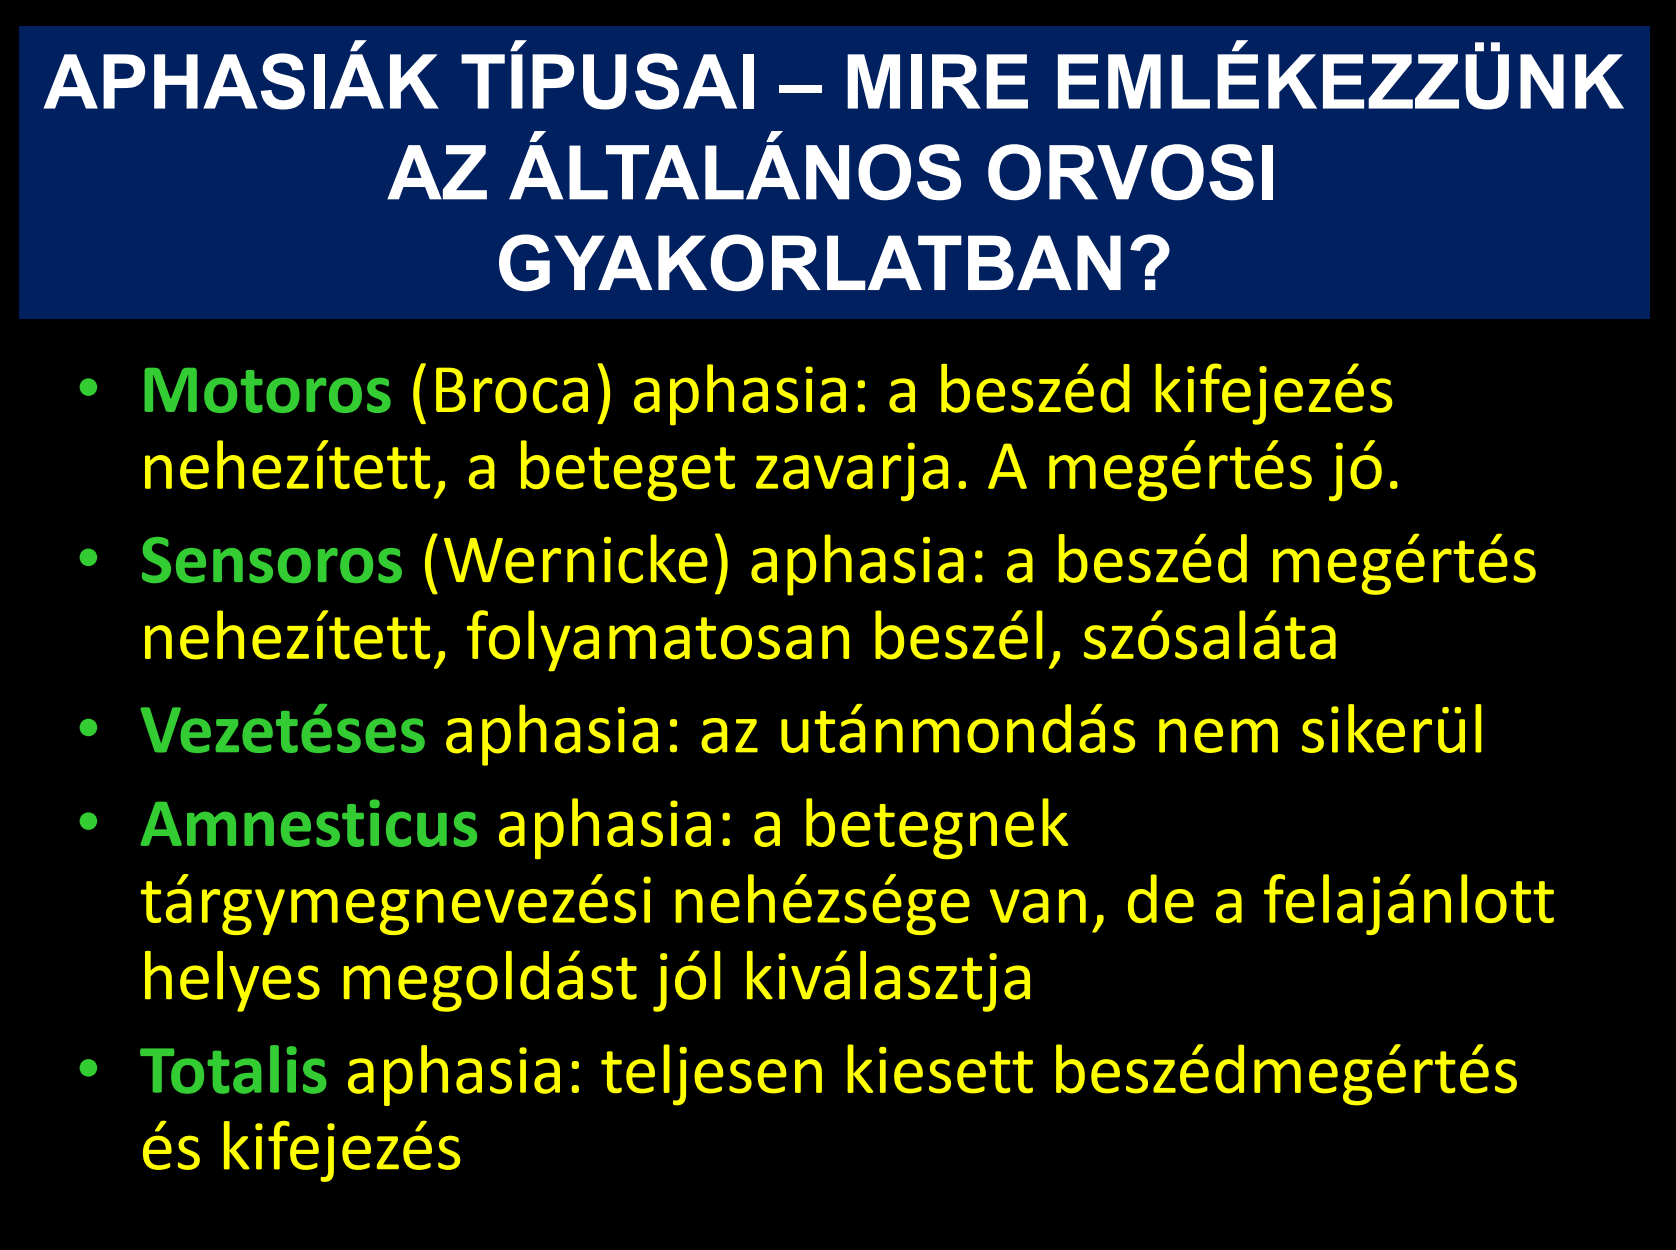 APHASIÁK TÍPUSAI – MIRE EMLÉKEZZÜNK
AZ ÁLTALÁNOS ORVOSI
GYAKORLATBAN?
• Motoros (Broca) aphasia: a beszéd kifejezés
nehezített, a beteget zavarja. A megértés jó.
• Sensoros (Wernicke) aphasia: a beszéd megértés
nehezített, folyamatosan beszél, szósaláta
• Vezetéses aphasia: az utánmondás nem sikerül
• Amnesticus aphasia: a betegnek
tárgymegnevezési nehézsége van, de a felajánlott
helyes megoldást jól kiválasztja
• Totalis aphasia: teljesen kiesett beszédmegértés
és kifejezés